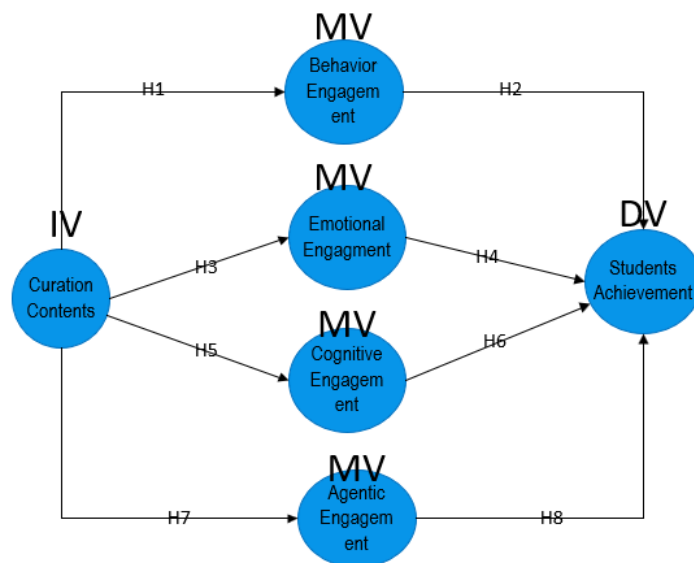 MV
Behavior
Engagem
ent
H1
H2
MV
Emotional
Engagment
IV
DV
H3
H4
Curation
Contents
Students
Achievement
MV
Cognitive
Engagem
ent
H5
H6
MV
Agentic
Engagem
ent
H7
H8